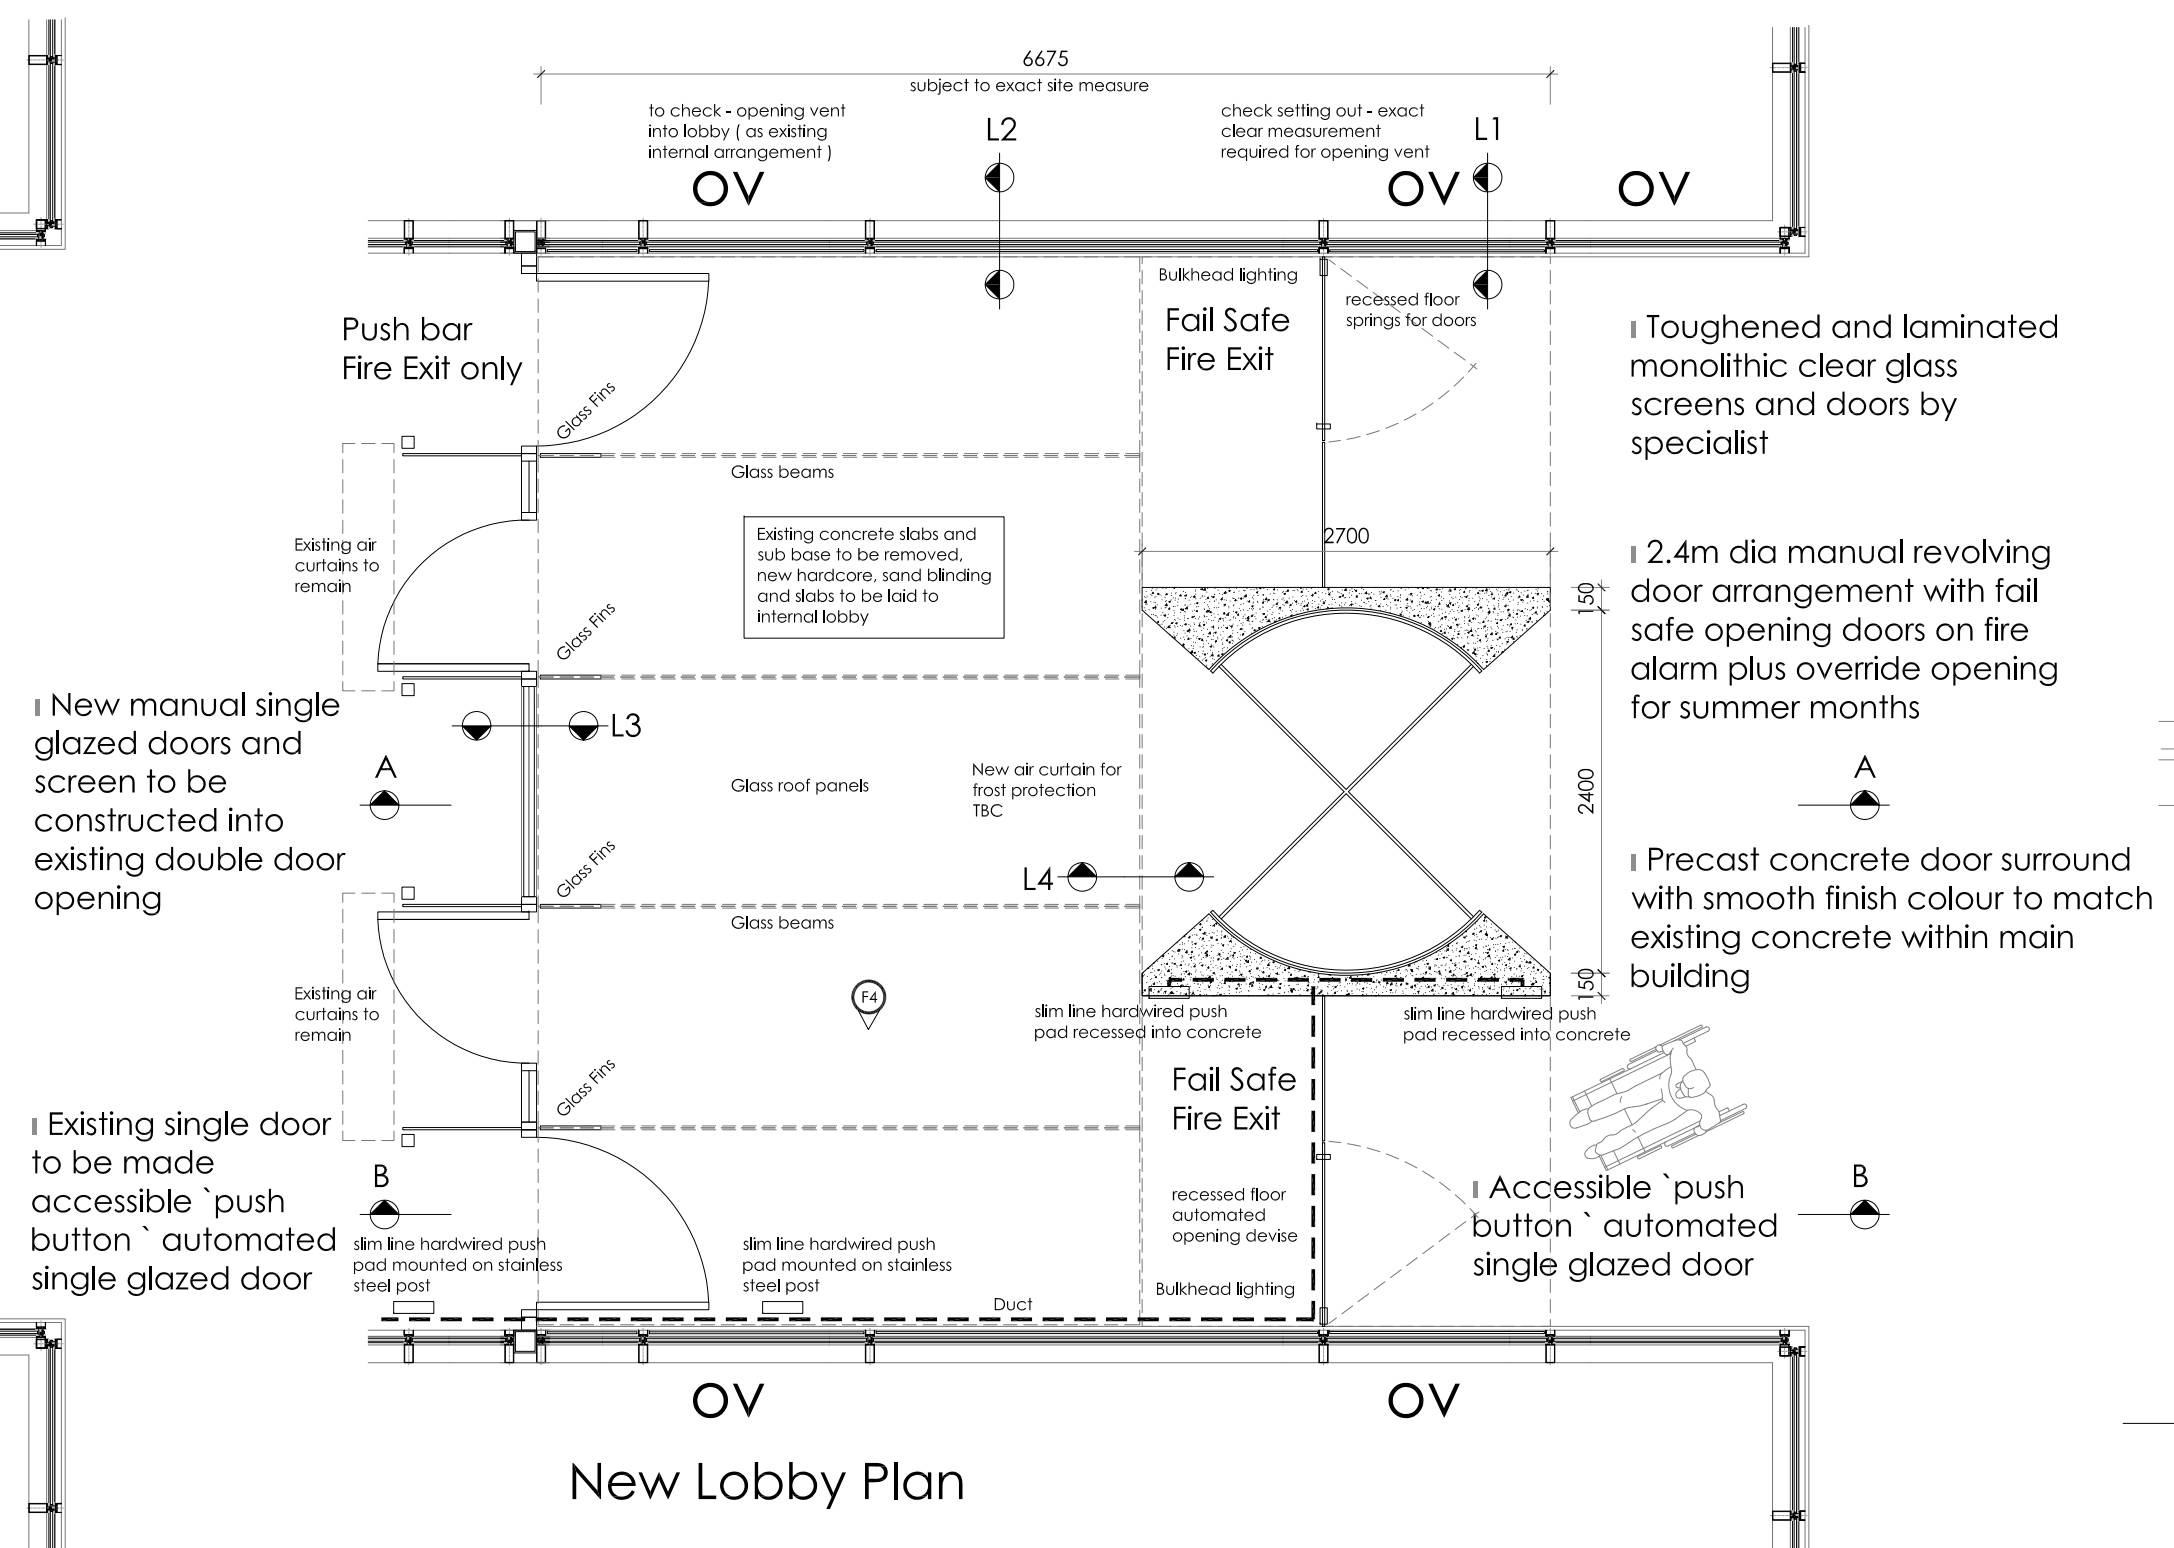 6675
subject to exact site measure
to check - opening vent
into lobby ( as existing
internal arrangement )
L2
check setting out - exact
clear measurement
required for opening vent
L1
OV
OV
OV
Push bar
Fire Exit only
Glass Fins
Bulkhead lighting
Fail Safe
Fire Exit
recessed floor
springs for doors
Toughened and laminated
monolithic clear glass
screens and doors by
specialist
Glass beams
Existing air
curtains to
remain
Existing concrete slabs and
sub base to be removed,
new hardcore, sand blinding
and slabs to be laid to
internal lobby
2700
150
2.4m dia manual revolving
door arrangement with fail
safe opening doors on fire
alarm plus override opening
for summer months
Glass Fins
New manual single
glazed doors and
screen to be
constructed into
existing double door
opening
L3
A
Glass roof panels
New air curtain for
frost protection
TBC
2400
A
Glass Fins
L4
Precast concrete door surround
with smooth finish colour to match
existing concrete within main
building
Glass beams
Existing air
curtains to
remain
F4
150
slim line hardwired push
pad recessed into concrete
slim line hardwired push
pad recessed into concrete
Glass Fins
Fail Safe
Fire Exit
Existing single door
to be made
accessible `push
button ` automated
single glazed door
B
recessed floor
automated
opening devise
Accessible `push
button ` automated
single glazed door
B
slim line hardwired push
pad mounted on stainless
steel post
slim line hardwired push
pad mounted on stainless
steel post
Duct
Bulkhead lighting
OV
OV
New Lobby Plan